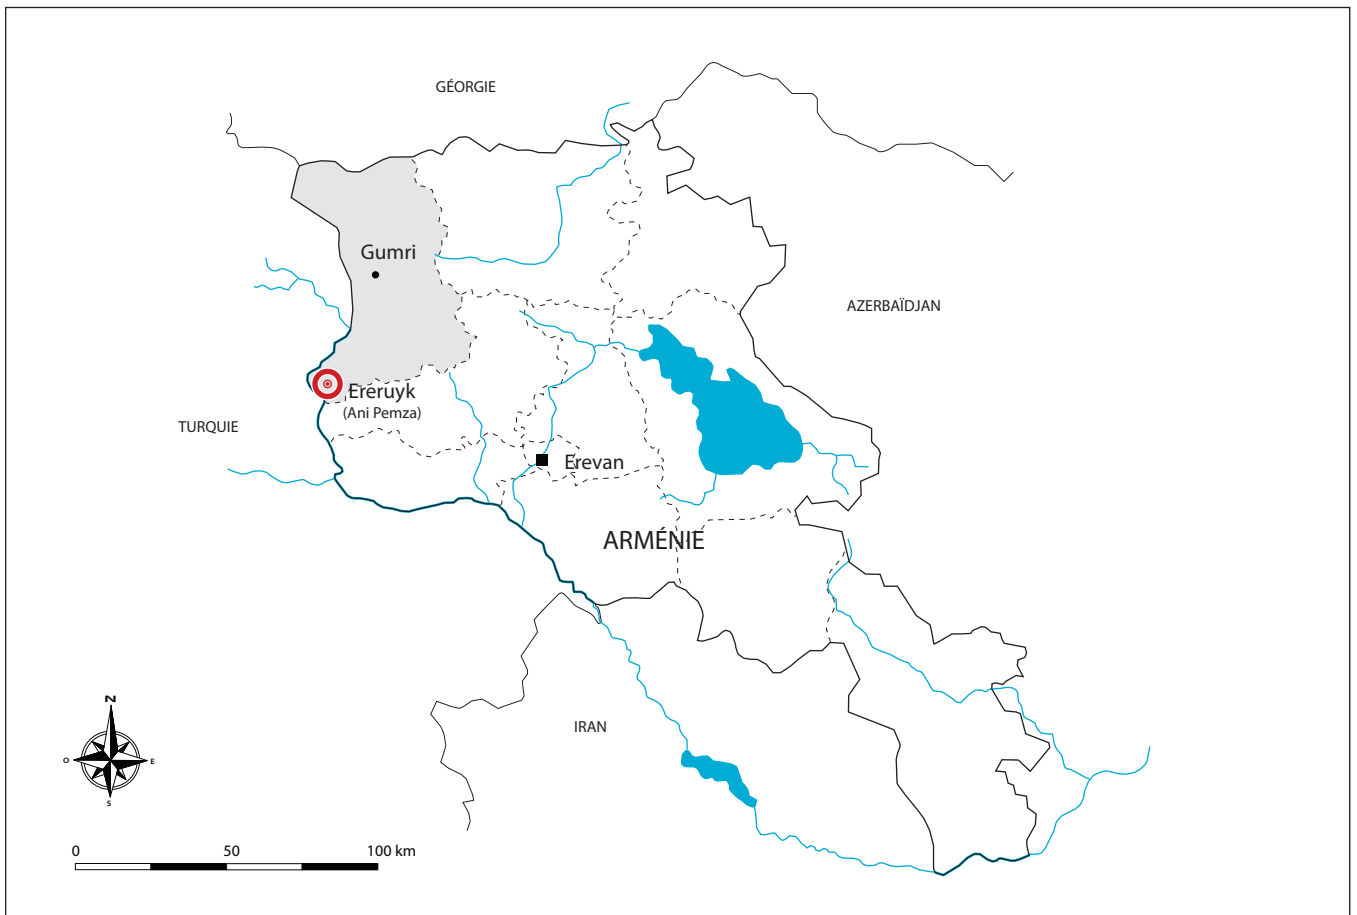 GÉORGIE
Gumri
AZERBAÏDJAN
Ereruyk
(Ani Pemza)
TURQUIE
Erevan
ARMÉNIE
IRAN
N
O
E
S
0 50 100 km